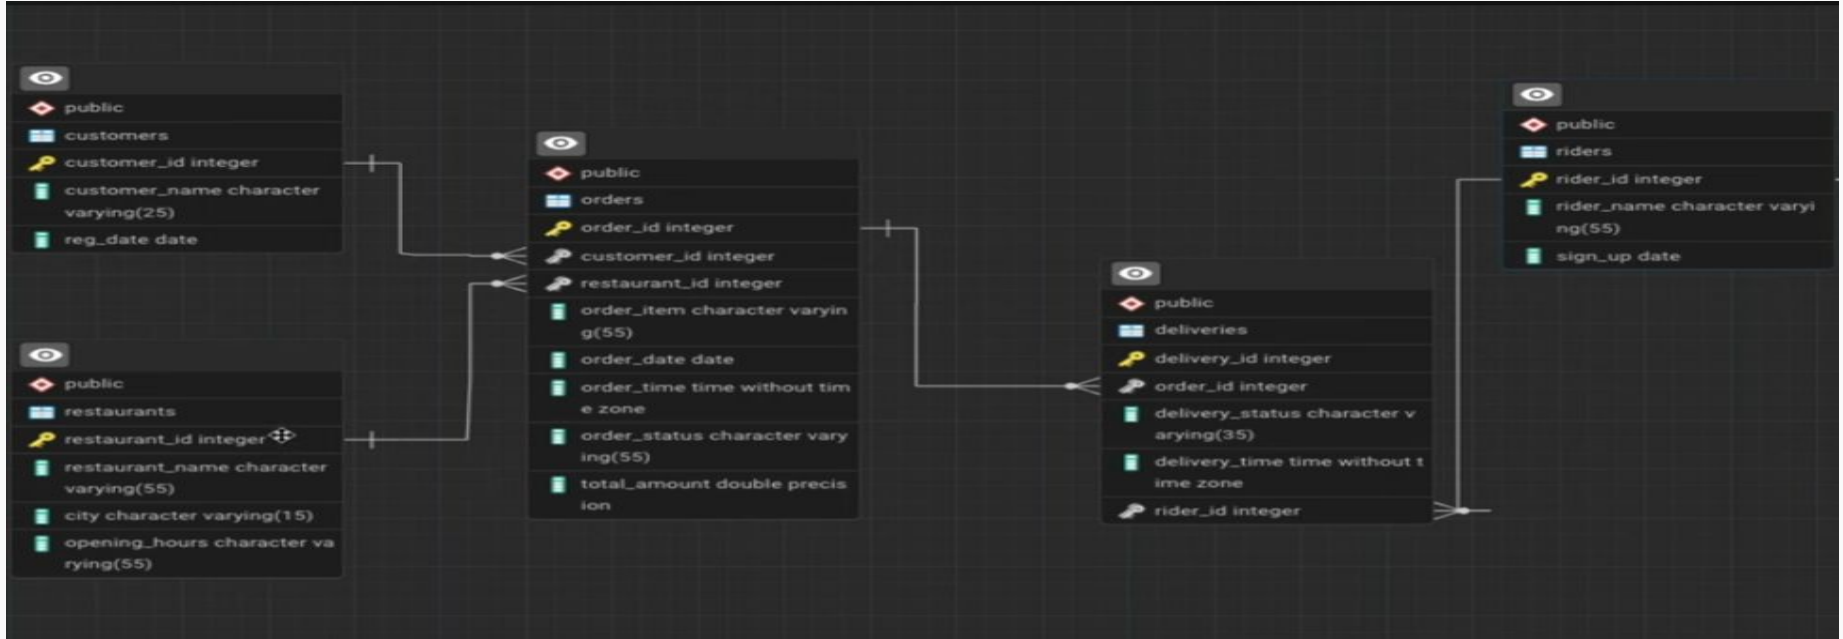 public
customers
customer_id integer
customer_name character
varying(25)
reg_date date
public
restaurants
restaurant_id integer
restaurant_name character
varying(55)
city character varying(15)
opening_hours character va
rying(55)
public
orders
order_id integer
customer_id integer
restaurant_id integer
order_item character varyin
g(55)
order_date date
order_time time without tim
e zone
order_status character vary
ing(55)
total_amount double precis
ion
public
deliveries
delivery_id integer
order_id integer
delivery_status character v
arying(35)
delivery_time time without t
ime zone
rider_id integer
public
riders
rider_id integer
rider_name character varyi
ng(55)
sign_up date